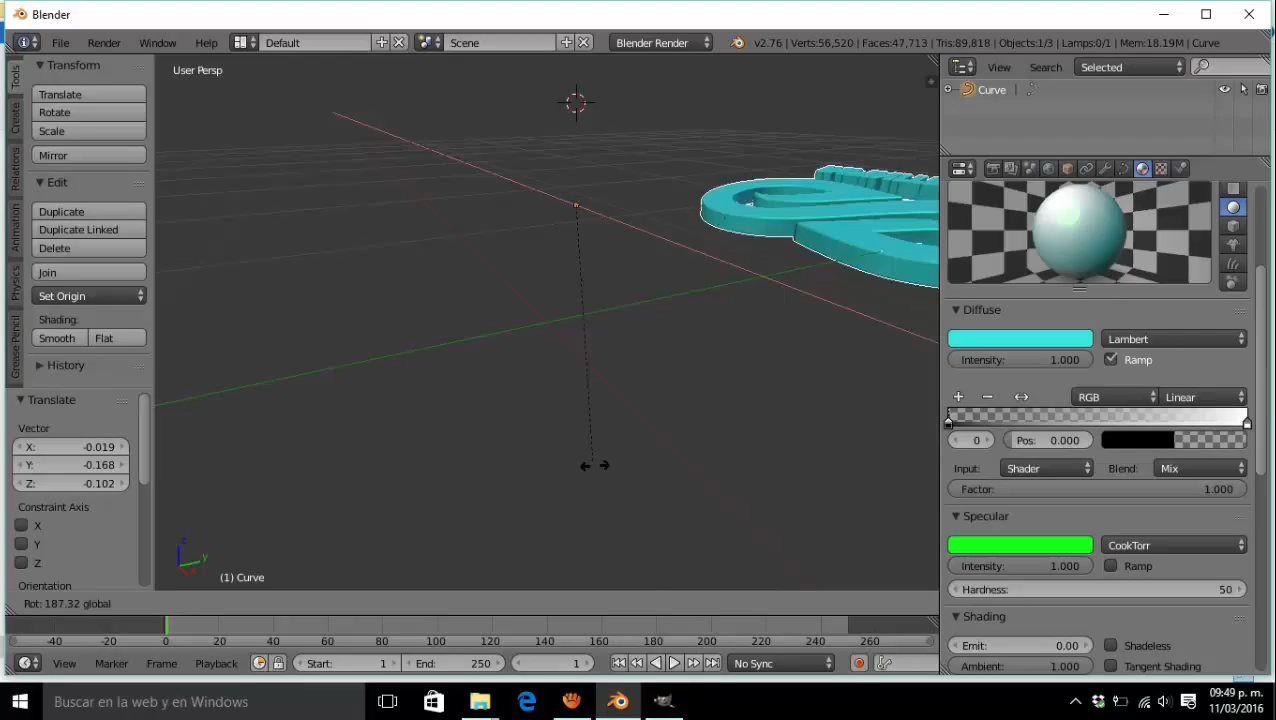 Blender
File Render Window Help Default Scene Blender Render v2.76 | Verts:56,520 | Faces:47,713 | Tris:89,818 | Objects:1/3 | Lamps:0/1 | Mem:18.19M | Curve
Tools
Create
Relations
Animation
Physics
Grease Pencil
Transform
Translate
Rotate
Scale
Mirror
Edit
Duplicate
Duplicate Linked
Delete
Join
Set Origin
Shading:
Smooth Flat
History
Translate
Vector
X: -0.019
Y: -0.168
Z: -0.102
Constraint Axis
X
Y
Z
Orientation
User Persp
z
y
(1) Curve
Rot: 187.32 global
View Search Selected
Curve
Diffuse
Lambert
Intensity: 1.000 Ramp
RGB Linear
0 Pos: 0.000
Input: Shader Blend: Mix
Factor: 1.000
Specular
CookTorr
Intensity: 1.000 Ramp
Hardness: 50
Shading
Emit: 0.00 Shadeless
Ambient: 1.000 Tangent Shading
-40 -20 0 20 40 60 80 100 120 140 160 180 200 220 240 260
View Marker Frame Playback Start: 1 End: 250 1 No Sync
Buscar en la web y en Windows
09:49 p. m.
11/03/2016